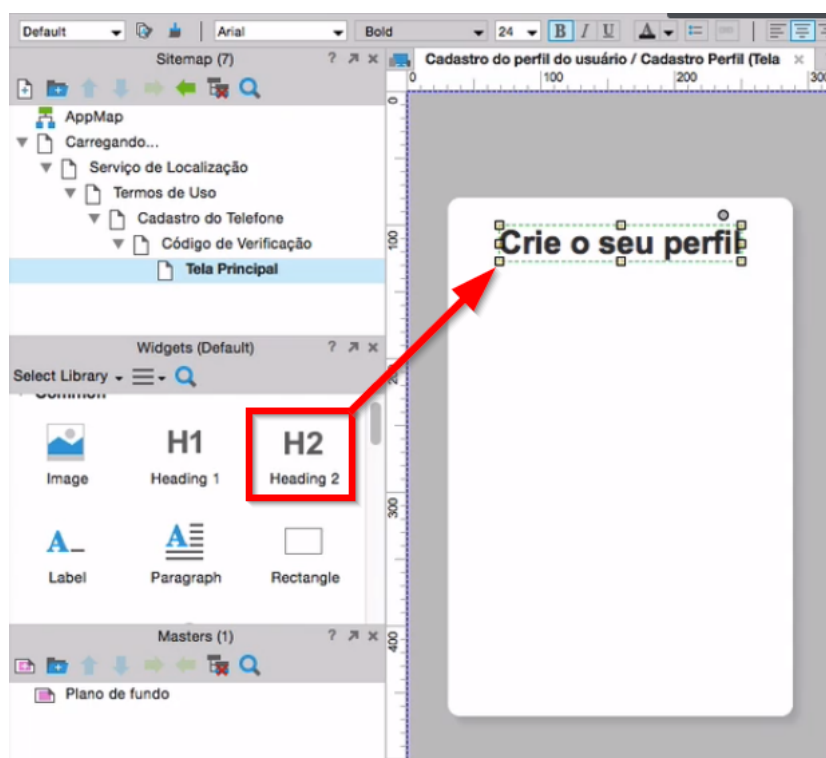 Default Arial Bold 24 B I U A
Sitemap (7) ? x
Cadastro do perfil do usuário / Cadastro Perfil (Tela x
0 100 200 300
AppMap
Carregando...
Serviço de Localização
Termos de Uso
Cadastro do Telefone
Código de Verificação
Tela Principal
0
100
200
300
400
Crie o seu perfil
Widgets (Default) ? x
Select Library
Common
H1 H2
Image Heading 1 Heading 2
A A
Label Paragraph Rectangle
Masters (1) ? x
Plano de fundo